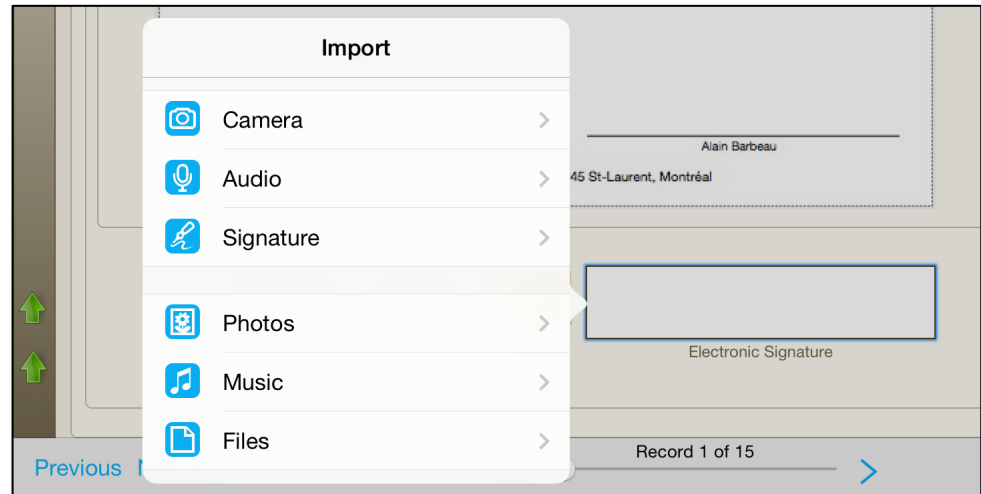 Import
Camera
Audio
Signature
Photos
Music
Files
Alain Barbeau
45 St-Laurent, Montréal
Electronic Signature
Previous
Record 1 of 15